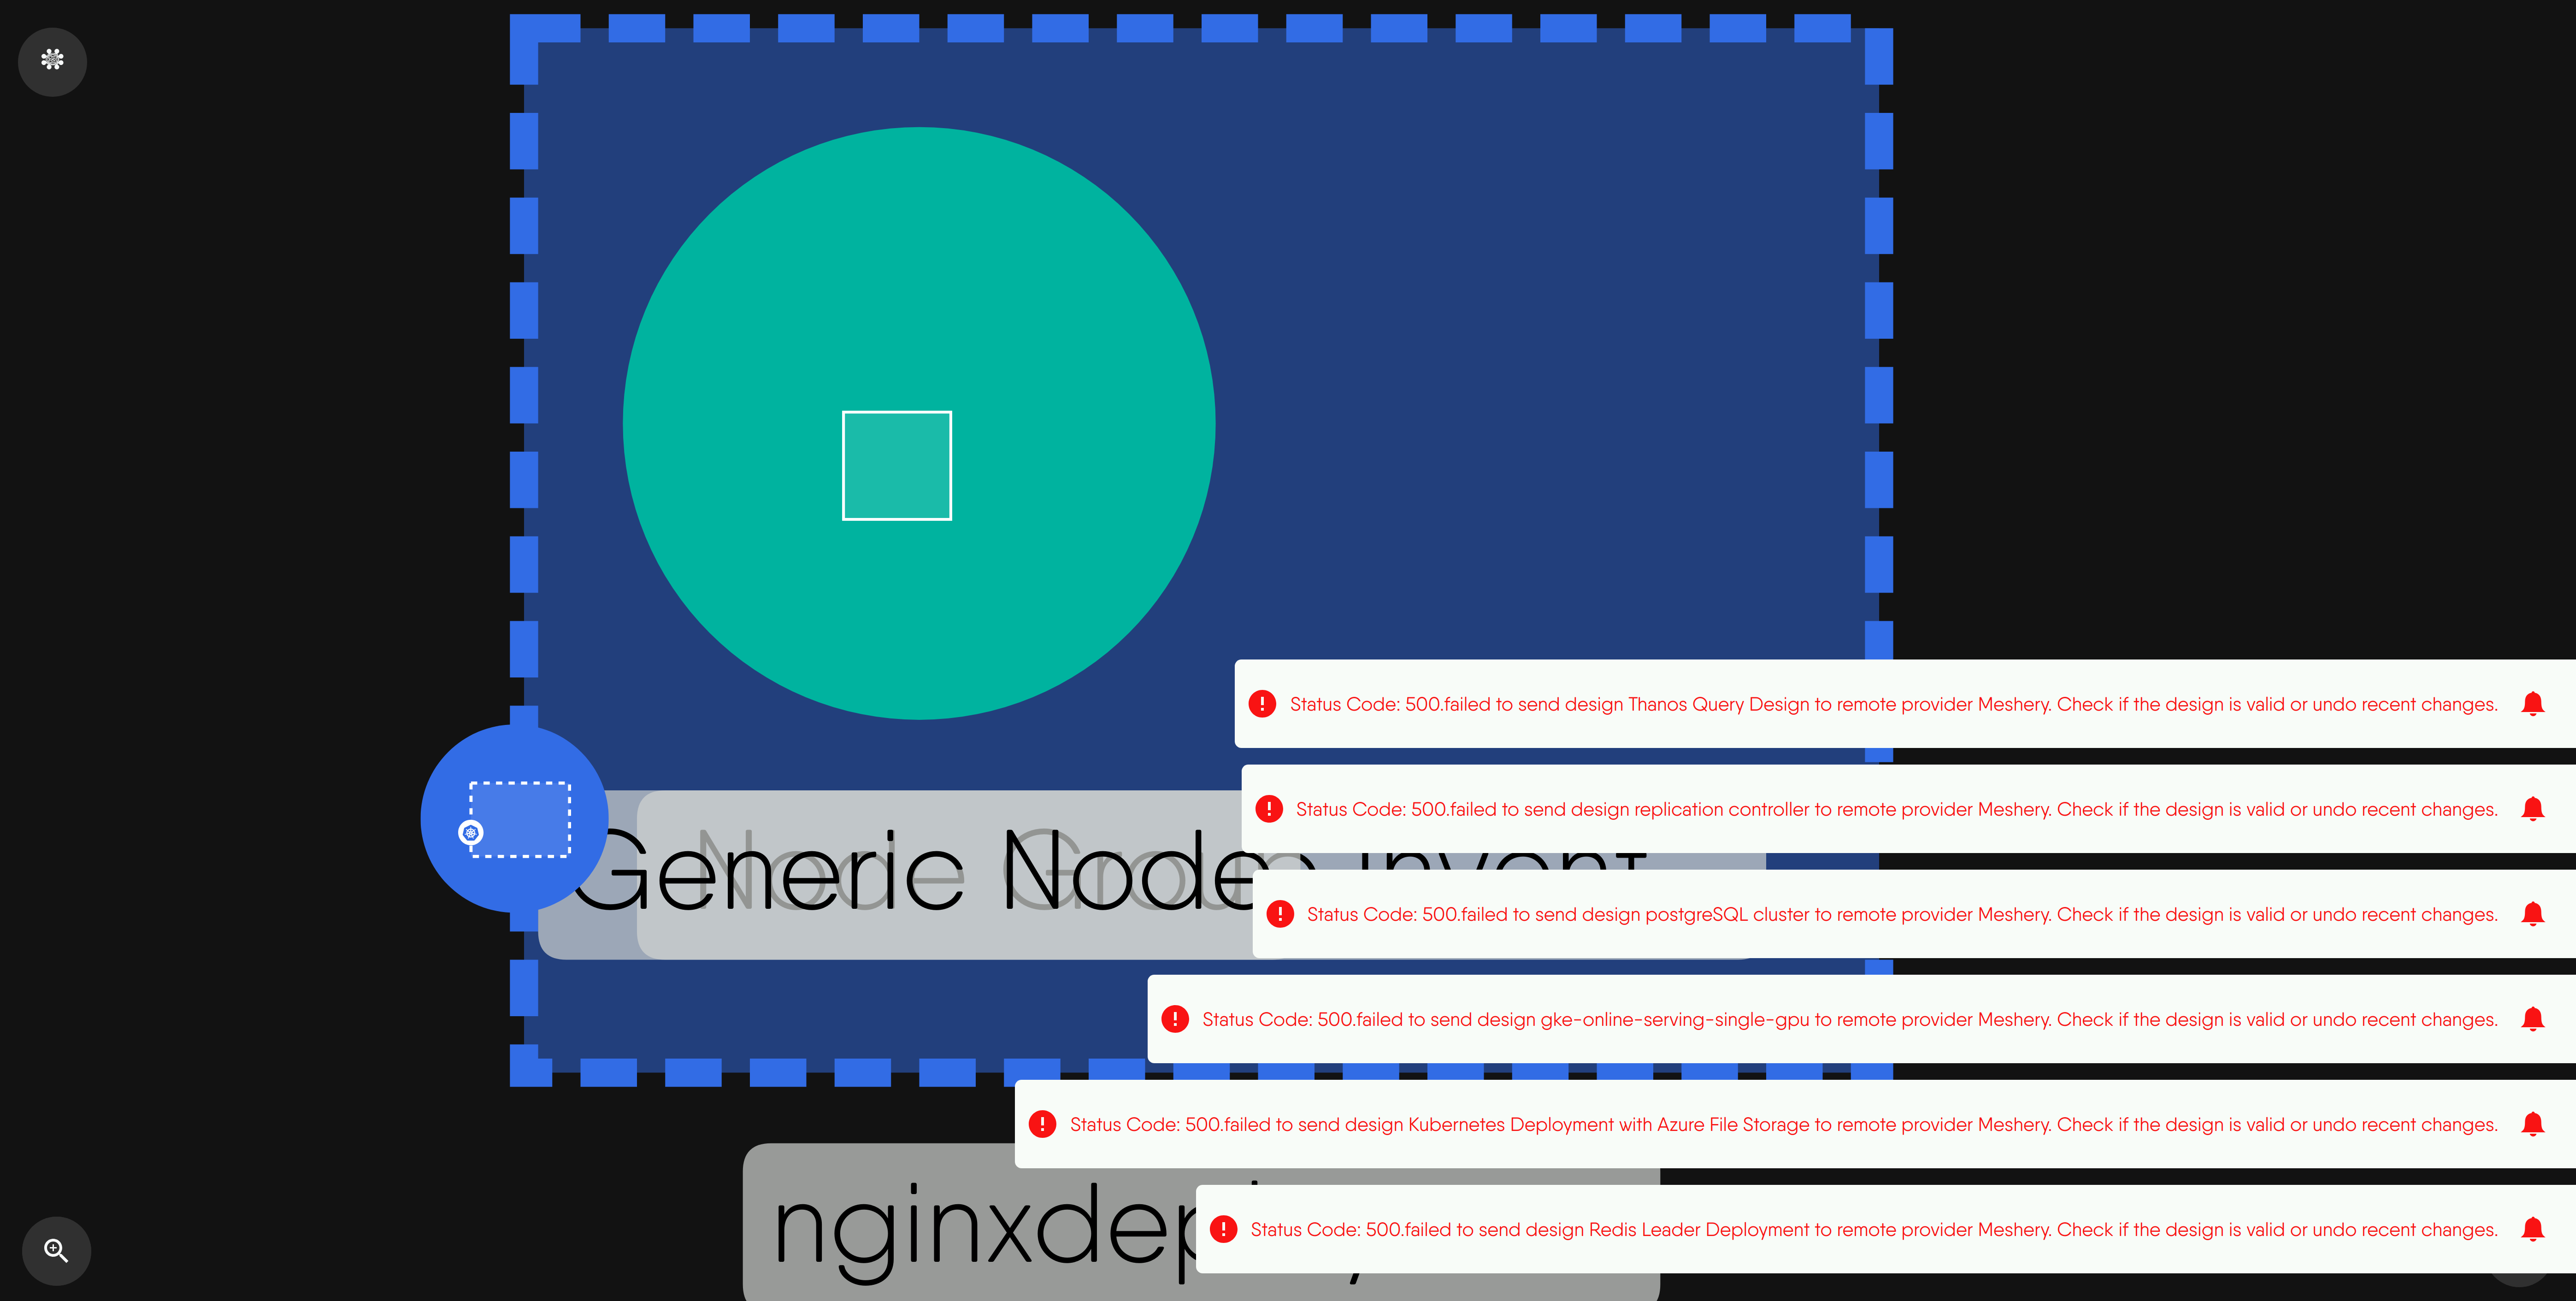 Status Code: 500.failed to send design Thanos Query Design to remote provider Meshery. Check if the design is valid or undo recent changes.
Status Code: 500.failed to send design replication controller to remote provider Meshery. Check if the design is valid or undo recent changes.
Generic Node
Node Group
Status Code: 500.failed to send design postgreSQL cluster to remote provider Meshery. Check if the design is valid or undo recent changes.
Status Code: 500.failed to send design gke-online-serving-single-gpu to remote provider Meshery. Check if the design is valid or undo recent changes.
Status Code: 500.failed to send design Kubernetes Deployment with Azure File Storage to remote provider Meshery. Check if the design is valid or undo recent changes.
Status Code: 500.failed to send design Redis Leader Deployment to remote provider Meshery. Check if the design is valid or undo recent changes.